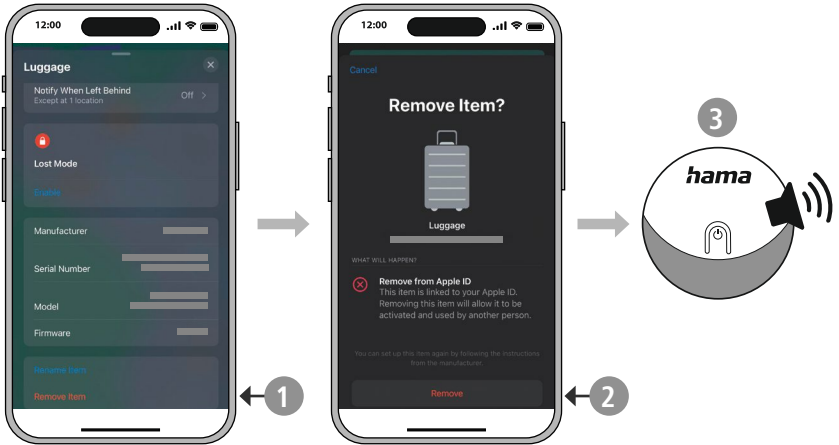 12:00
Luggage
Notify When Left Behind
Except at 1 location
Off
Lost Mode
Enable
Manufacturer
Serial Number
Model
Firmware
Rename Item
Remove Item
1
12:00
Cancel
Remove Item?
Luggage
WHAT WILL HAPPEN?
Remove from Apple ID
This item is linked to your Apple ID.
Removing this item will allow it to be
activated and used by another person.
You can set up this item again by following the instructions
from the manufacturer.
Remove
2
3
hama